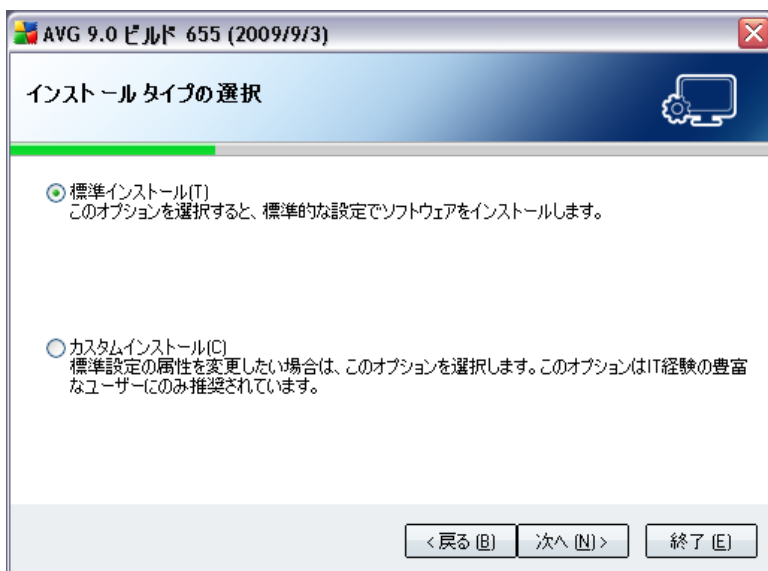 AVG 9.0 ビルド 655 (2009/9/3)
インストール タイプの選択
標準インストール(T)
このオプションを選択すると、標準的な設定でソフトウェアをインストールします。
カスタムインストール(C)
標準設定の属性を変更したい場合は、このオプションを選択します。このオプションはIT経験の豊富
なユーザーにのみ推奨されています。
< 戻る (B)
次へ (N) >
終了 (E)